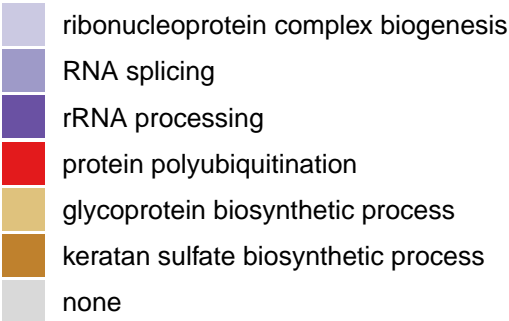 ribonucleoprotein complex biogenesis
RNA splicing
rRNA processing
protein polyubiquitination
glycoprotein biosynthetic process
keratan sulfate biosynthetic process
none